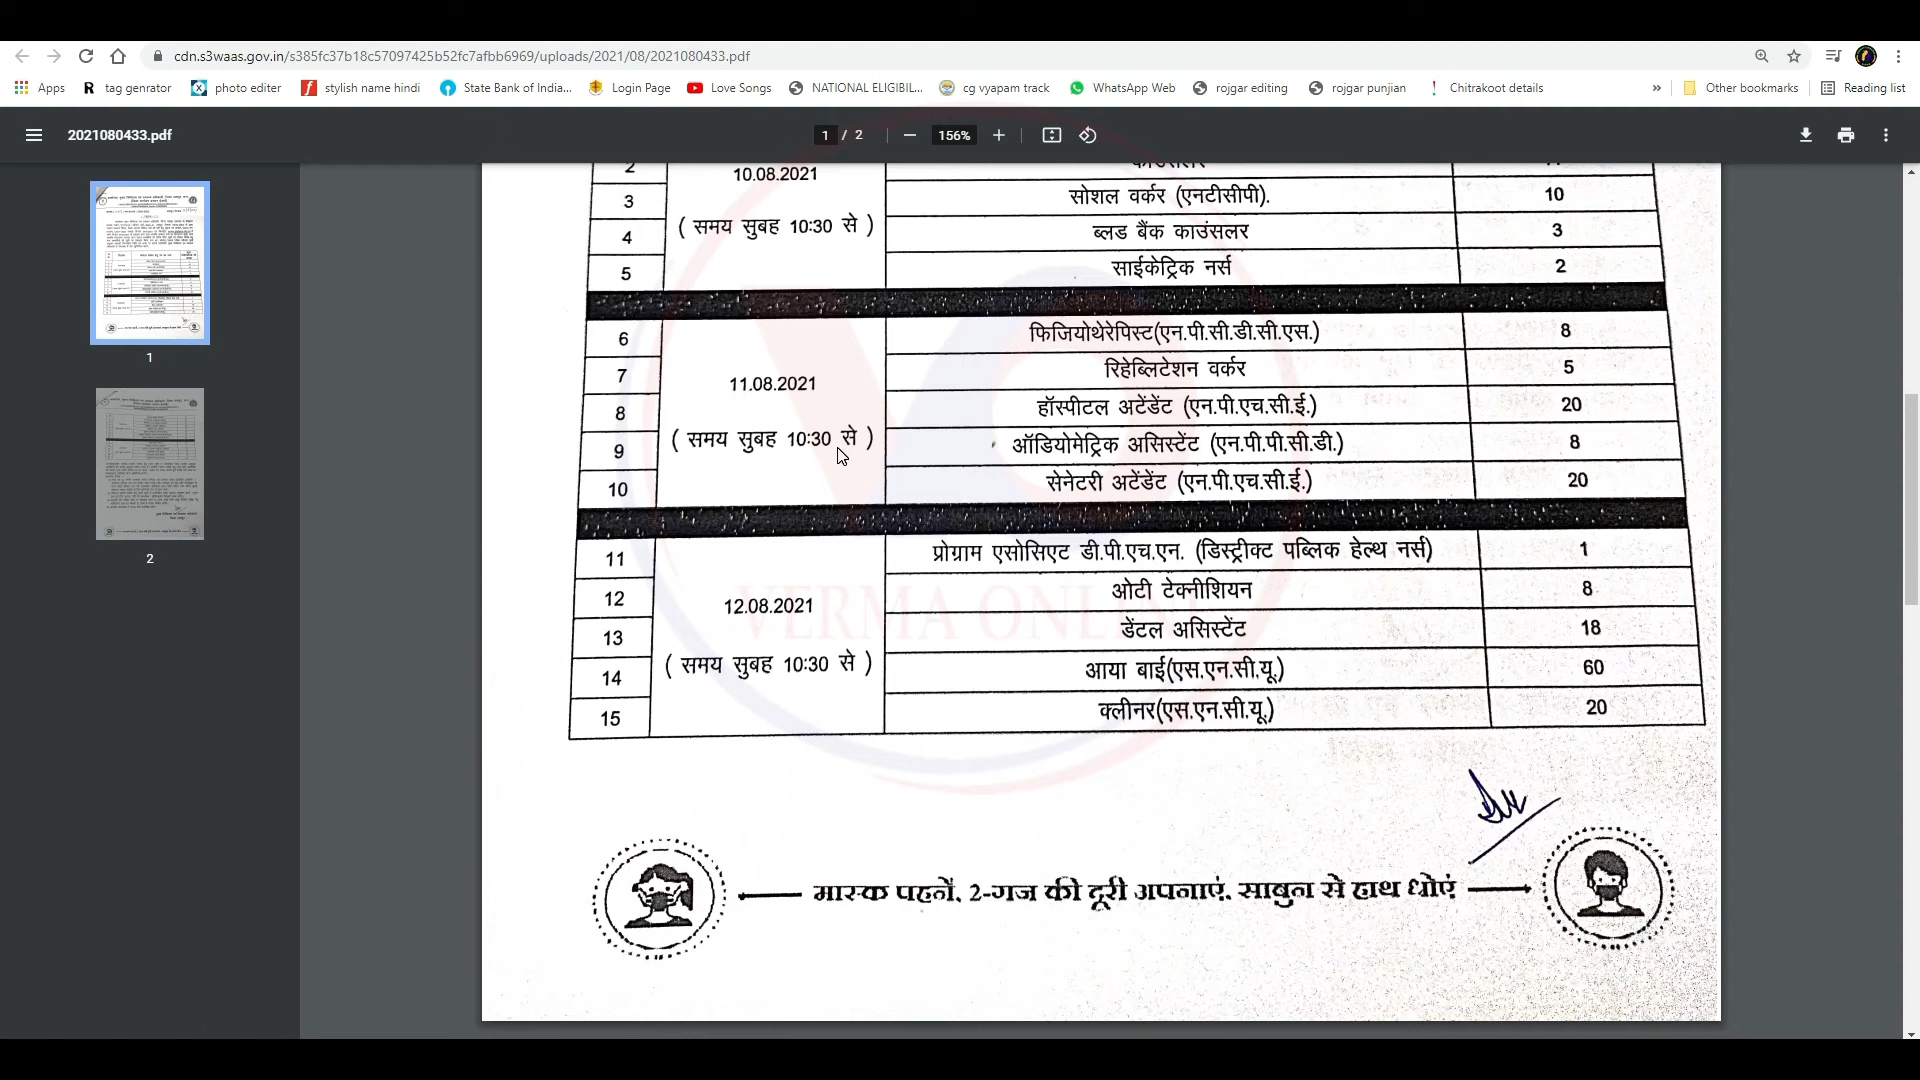 cdn.s3waas.gov.in/s385fc37b18c57097425b52fc7afbb6969/uploads/2021/08/2021080433.pdf
Apps tag genrator photo editer stylish name hindi State Bank of India... Login Page Love Songs NATIONAL ELIGIBIL... cg vyapam track WhatsApp Web rojgar editing rojgar punjian Chitrakoot details » Other bookmarks Reading list
2021080433.pdf 1 / 2 156%
1
2
2 10.08.2021
3 सोशल वर्कर (एनटीसीपी). 10
( समय सुबह 10:30 से )
4 ब्लड बैंक काउंसलर 3
5 साईकेट्रिक नर्स 2
6 फिजियोथेरेपिस्ट(एन.पी.सी.डी.सी.एस.) 8
7 रिहेब्लिटेशन वर्कर 5
11.08.2021
8 हॉस्पीटल अटेंडेंट (एन.पी.एच.सी.ई.) 20
( समय सुबह 10:30 से )
9 ऑडियोमेट्रिक असिस्टेंट (एन.पी.पी.सी.डी.) 8
10 सेनेटरी अटेंडेंट (एन.पी.एच.सी.ई.) 20
11 प्रोग्राम एसोसिएट डी.पी.एच.एन. (डिस्ट्रीक्ट पब्लिक हेल्थ नर्स) 1
12 ओटी टेक्नीशियन 8
12.08.2021
13 डेंटल असिस्टेंट 18
( समय सुबह 10:30 से )
14 आया बाई(एस.एन.सी.यू.) 60
15 क्लीनर(एस.एन.सी.यू.) 20
VERMA ONLINE
मास्क पहनें, 2-गज की दूरी अपनाएं, साबुन से हाथ धोएं